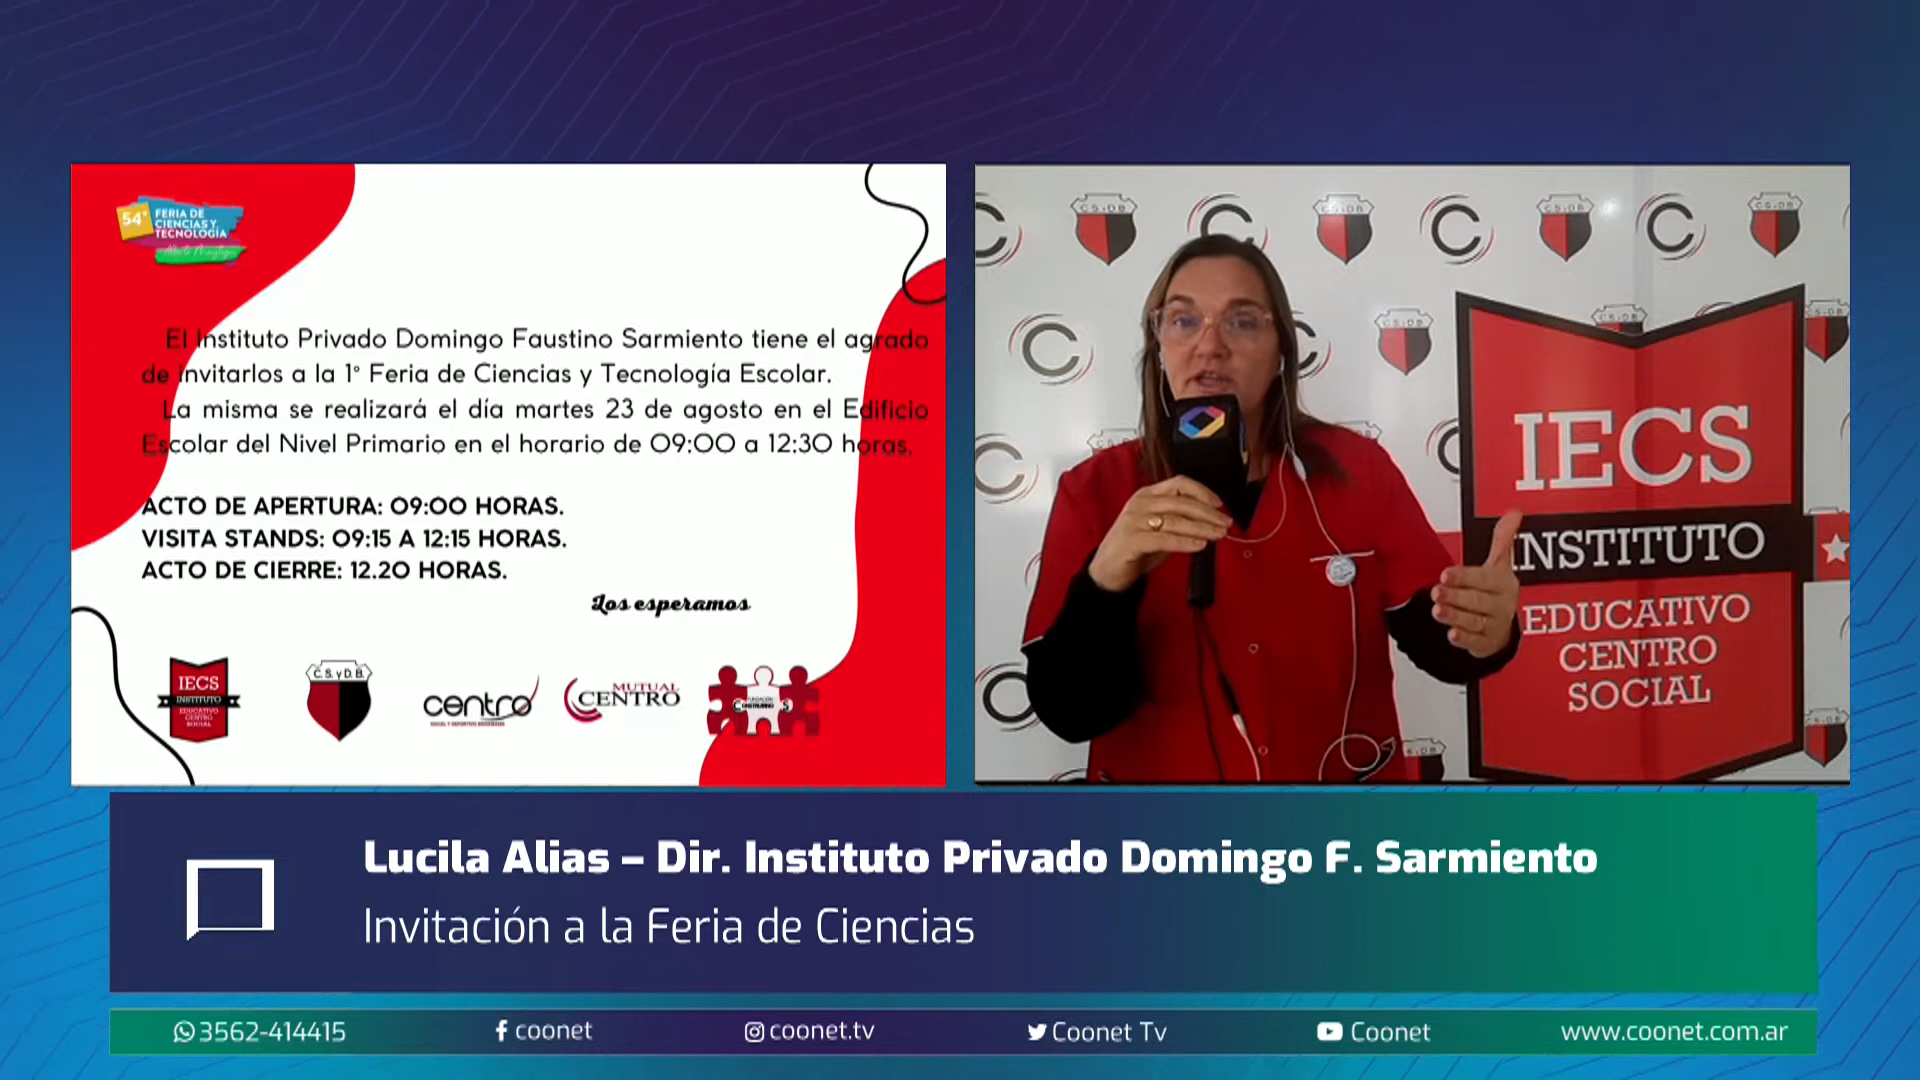 54° FERIA DE
CIENCIAS Y
TECNOLOGÍA
El Instituto Privado Domingo Faustino Sarmiento tiene el agrado
de invitarlos a la 1° Feria de Ciencias y Tecnología Escolar.
La misma se realizará el día martes 23 de agosto en el Edificio
Escolar del Nivel Primario en el horario de 09:00 a 12:30 horas.
ACTO DE APERTURA: 09:00 HORAS.
VISITA STANDS: 09:15 A 12:15 HORAS.
ACTO DE CIERRE: 12.20 HORAS.
Los esperamos
IECS
INSTITUTO
EDUCATIVO
CENTRO
SOCIAL
C.S. y D.B.
centro
MUTUAL
CENTRO
IECS
INSTITUTO
EDUCATIVO
CENTRO
SOCIAL
Lucila Alias – Dir. Instituto Privado Domingo F. Sarmiento
Invitación a la Feria de Ciencias
3562-414415
coonet
coonet.tv
Coonet Tv
Coonet
www.coonet.com.ar